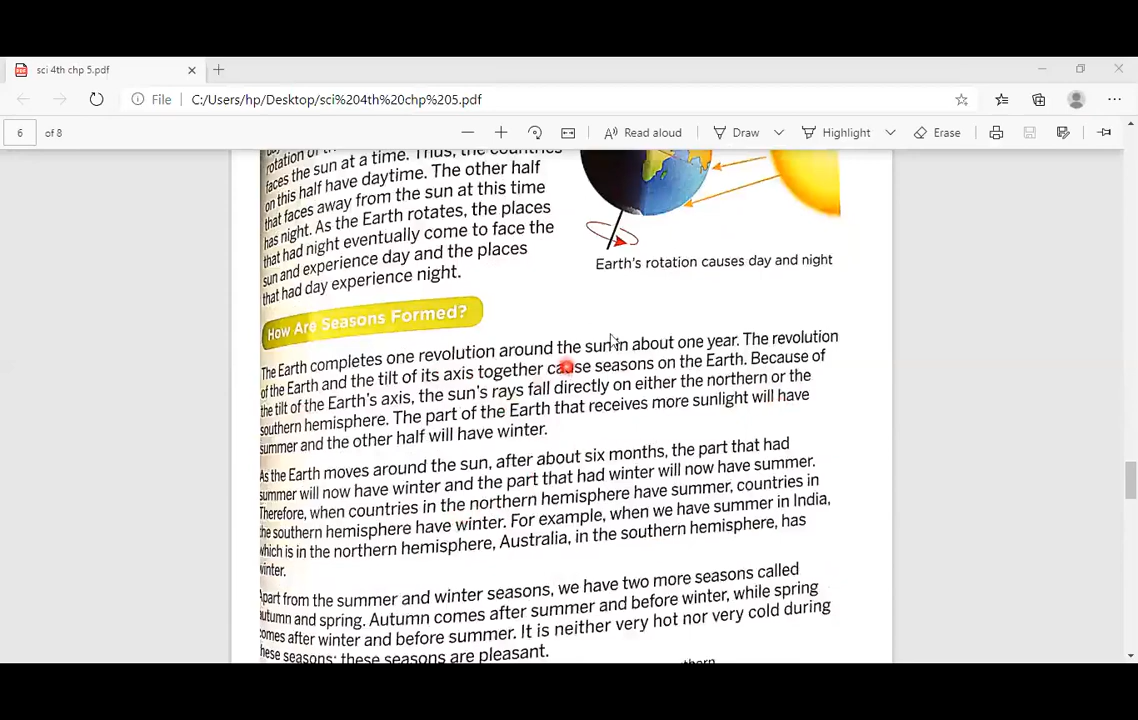 sci 4th chp 5.pdf
File
C:/Users/hp/Desktop/sci%204th%20chp%205.pdf
6 of 8
Read aloud
Draw
Highlight
Erase
rotation of the
faces the sun at a time. Thus, the countries
on this half have daytime. The other half
that faces away from the sun at this time
has night. As the Earth rotates, the places
that had night eventually come to face the
sun and experience day and the places
that had day experience night.
Earth's rotation causes day and night
How Are Seasons Formed?
The Earth completes one revolution around the sun in about one year. The revolution
of the Earth and the tilt of its axis together cause seasons on the Earth. Because of
the tilt of the Earth's axis, the sun's rays fall directly on either the northern or the
southern hemisphere. The part of the Earth that receives more sunlight will have
summer and the other half will have winter.
As the Earth moves around the sun, after about six months, the part that had
summer will now have winter and the part that had winter will now have summer.
Therefore, when countries in the northern hemisphere have summer, countries in
the southern hemisphere have winter. For example, when we have summer in India,
which is in the northern hemisphere, Australia, in the southern hemisphere, has
winter.
Apart from the summer and winter seasons, we have two more seasons called
autumn and spring. Autumn comes after summer and before winter, while spring
comes after winter and before summer. It is neither very hot nor very cold during
these seasons; these seasons are pleasant.